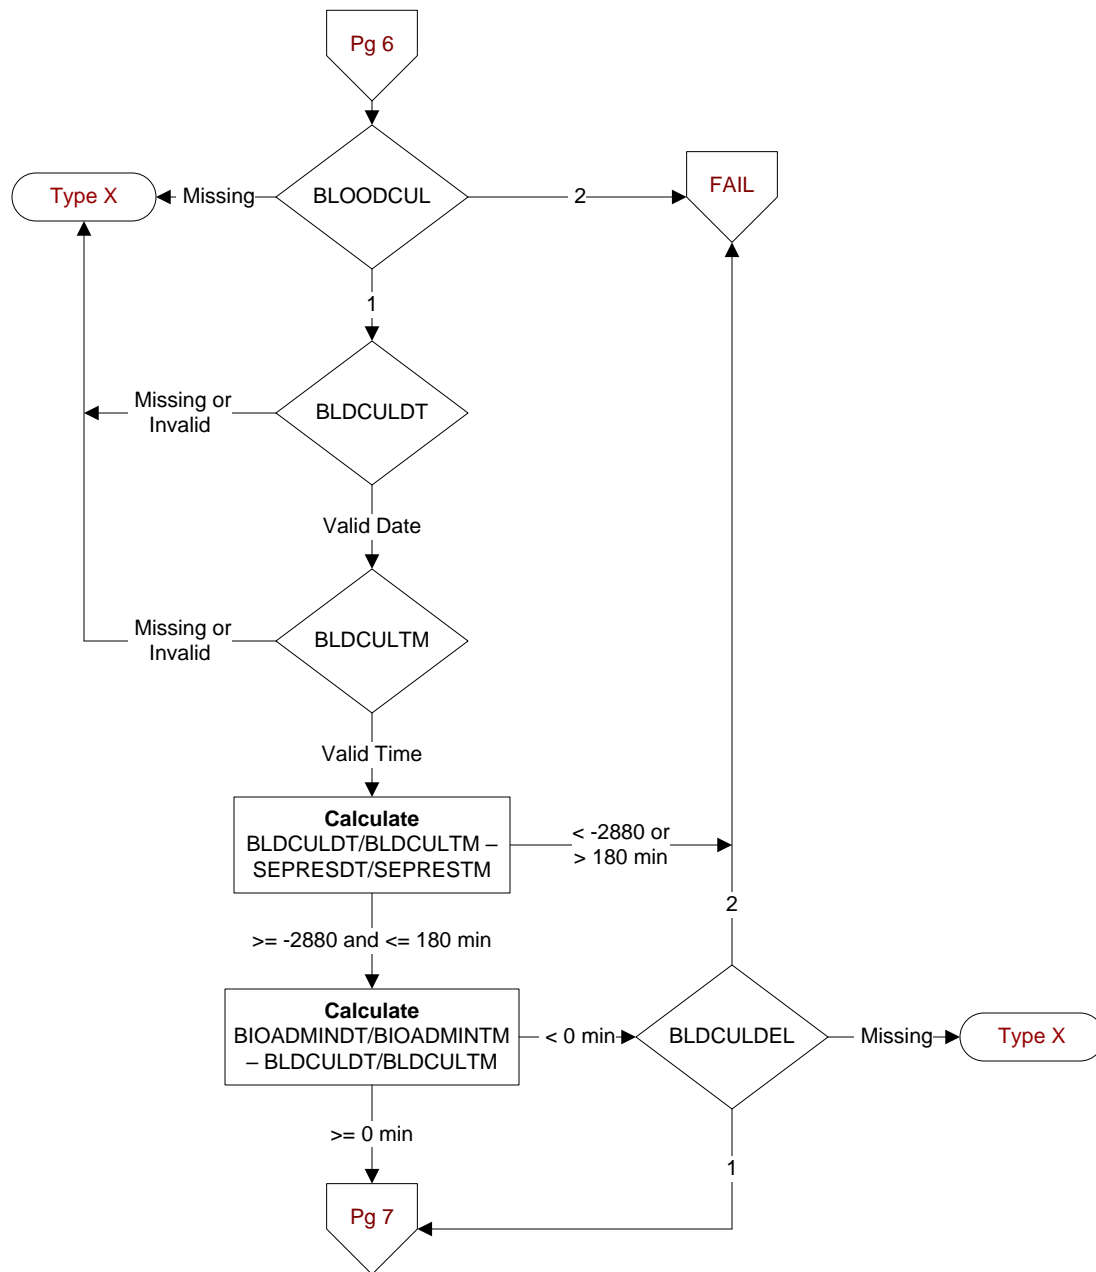 Pg 6
Type X
Missing
BLOODCUL
2
FAIL
1
Missing or
Invalid
BLDCULDT
Valid Date
Missing or
Invalid
BLDCULTM
Valid Time
Calculate
BLDCULDT/BLDCULTM –
SEPRESDT/SEPRESTM
< -2880 or
> 180 min
2
>= -2880 and <= 180 min
Calculate
BIOADMINDT/BIOADMINTM
– BLDCULDT/BLDCULTM
< 0 min
BLDCULDEL
Missing
Type X
>= 0 min
1
Pg 7